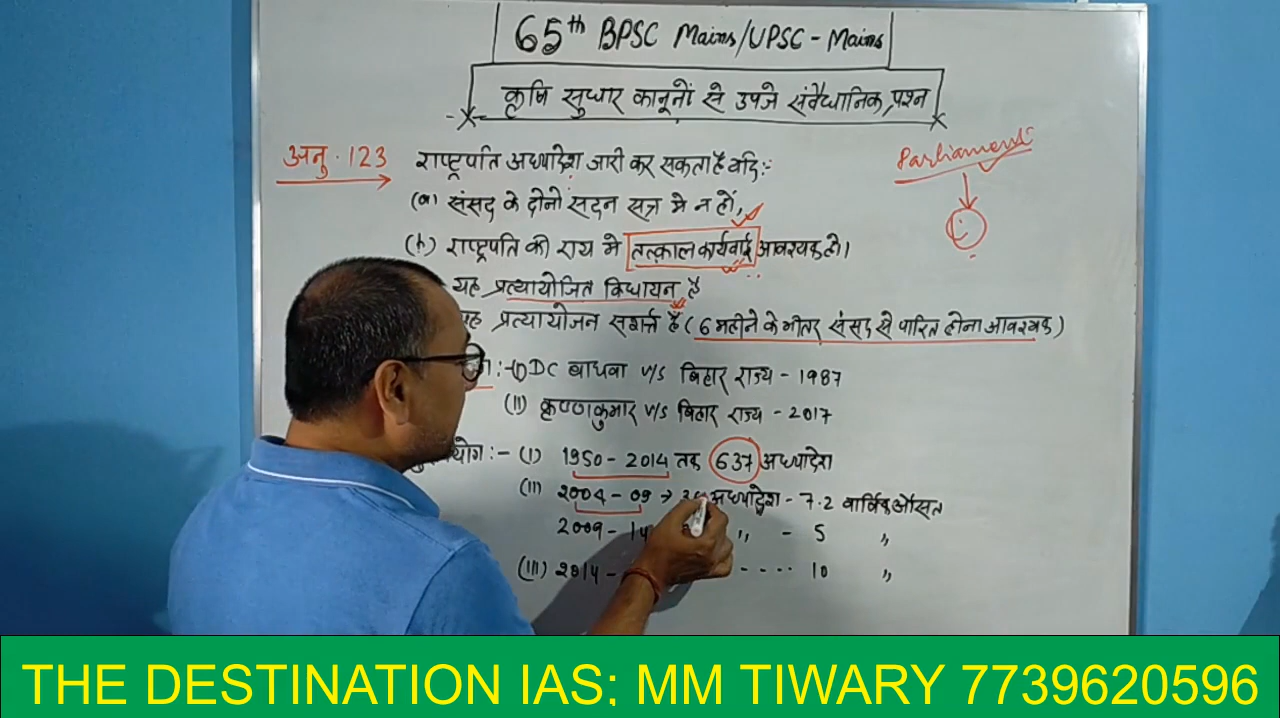 65th BPSC Mains/UPSC - Mains
कृषि सुधार कानूनों से उपजे संवैधानिक प्रश्न
अनु. 123
राष्ट्रपति अध्यादेश जारी कर सकता है यदि:-
Parliament
(a) संसद के दोनों सदन सत्र मे न हों,
(b) राष्ट्रपति की राय मे तत्काल कार्यवाई आवश्यक हो।
यह प्रत्यायोजित विधायन है
यह प्रत्यायोजन सशर्त्त है (6 महीने के भीतर संसद से पारित होना आवश्यक)
:- (I) DC बाधवा v/s बिहार राज्य - 1987
(II) कृष्णकुमार v/s बिहार राज्य - 2017
:- (I) 1950 - 2014 तक 637 अध्यादेश
(II) 2004 - 09 → अध्यादेश - 7.2 वार्षिक औसत
2009 - 14 " - 5 "
(III) 2014 - .... 10 "
THE DESTINATION IAS; MM TIWARY 7739620596